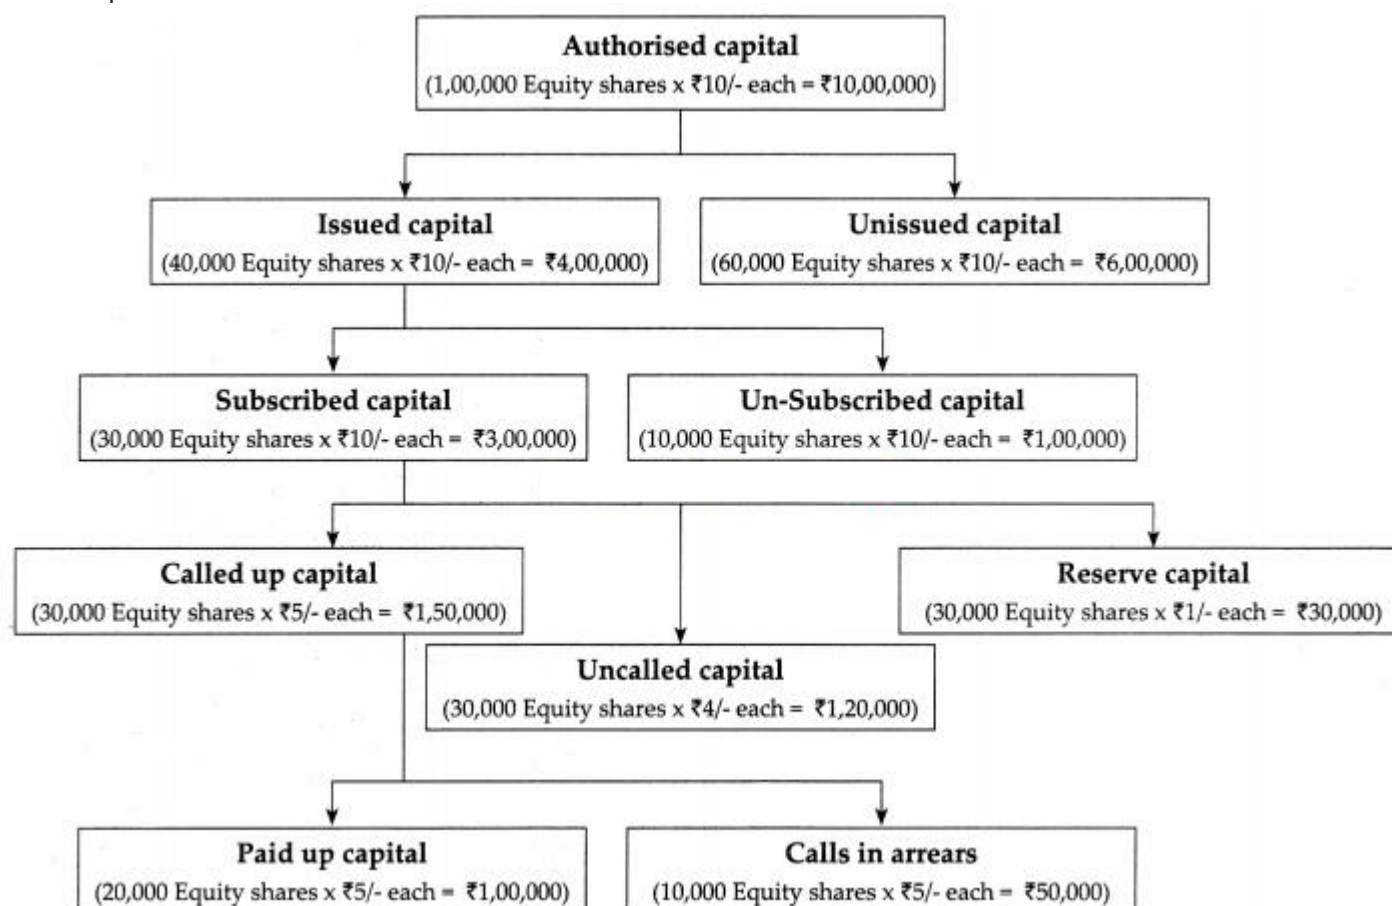 Authorised capital
(1,00,000 Equity shares x ₹10/- each = ₹10,00,000)
Issued capital
(40,000 Equity shares x ₹10/- each = ₹4,00,000)
Unissued capital
(60,000 Equity shares x ₹10/- each = ₹6,00,000)
Subscribed capital
(30,000 Equity shares x ₹10/- each = ₹3,00,000)
Un-Subscribed capital
(10,000 Equity shares x ₹10/- each = ₹1,00,000)
Called up capital
(30,000 Equity shares x ₹5/- each = ₹1,50,000)
Reserve capital
(30,000 Equity shares x ₹1/- each = ₹30,000)
Uncalled capital
(30,000 Equity shares x ₹4/- each = ₹1,20,000)
Paid up capital
(20,000 Equity shares x ₹5/- each = ₹1,00,000)
Calls in arrears
(10,000 Equity shares x ₹5/- each = ₹50,000)